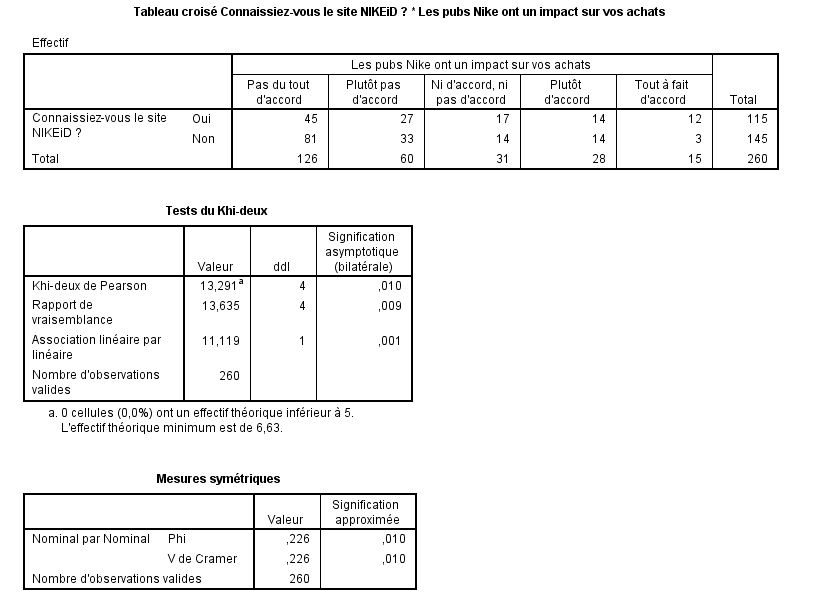 Tableau croisé Connaissiez-vous le site NIKEiD ? * Les pubs Nike ont un impact sur vos achats
Effectif
Les pubs Nike ont un impact sur vos achats
Pas du tout d'accord Plutôt pas d'accord Ni d'accord, ni pas d'accord Plutôt d'accord Tout à fait d'accord Total
Connaissiez-vous le site NIKEiD ? Oui 45 27 17 14 12 115
Non 81 33 14 14 3 145
Total 126 60 31 28 15 260
Tests du Khi-deux
Valeur ddl Signification asymptotique (bilatérale)
Khi-deux de Pearson 13,291a 4 ,010
Rapport de vraisemblance 13,635 4 ,009
Association linéaire par linéaire 11,119 1 ,001
Nombre d'observations valides 260
a. 0 cellules (0,0%) ont un effectif théorique inférieur à 5.
L'effectif théorique minimum est de 6,63.
Mesures symétriques
Valeur Signification approximée
Nominal par Nominal Phi ,226 ,010
V de Cramer ,226 ,010
Nombre d'observations valides 260